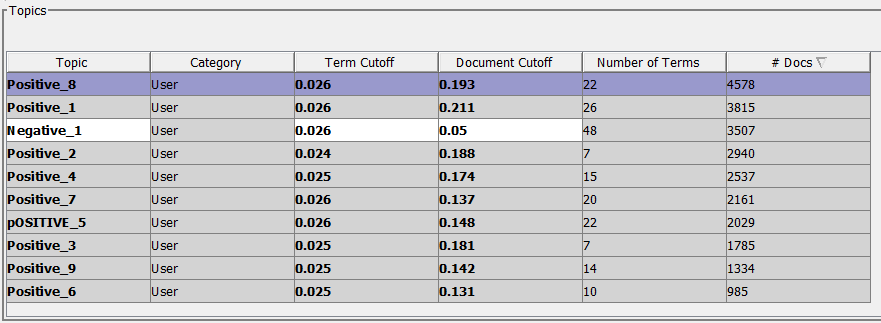 Topics
Topic Category Term Cutoff Document Cutoff Number of Terms # Docs
Positive_8 User 0.026 0.193 22 4578
Positive_1 User 0.026 0.211 26 3815
Negative_1 User 0.026 0.05 48 3507
Positive_2 User 0.024 0.188 7 2940
Positive_4 User 0.025 0.174 15 2537
Positive_7 User 0.026 0.137 20 2161
pOSITIVE_5 User 0.026 0.148 22 2029
Positive_3 User 0.025 0.181 7 1785
Positive_9 User 0.025 0.142 14 1334
Positive_6 User 0.025 0.131 10 985